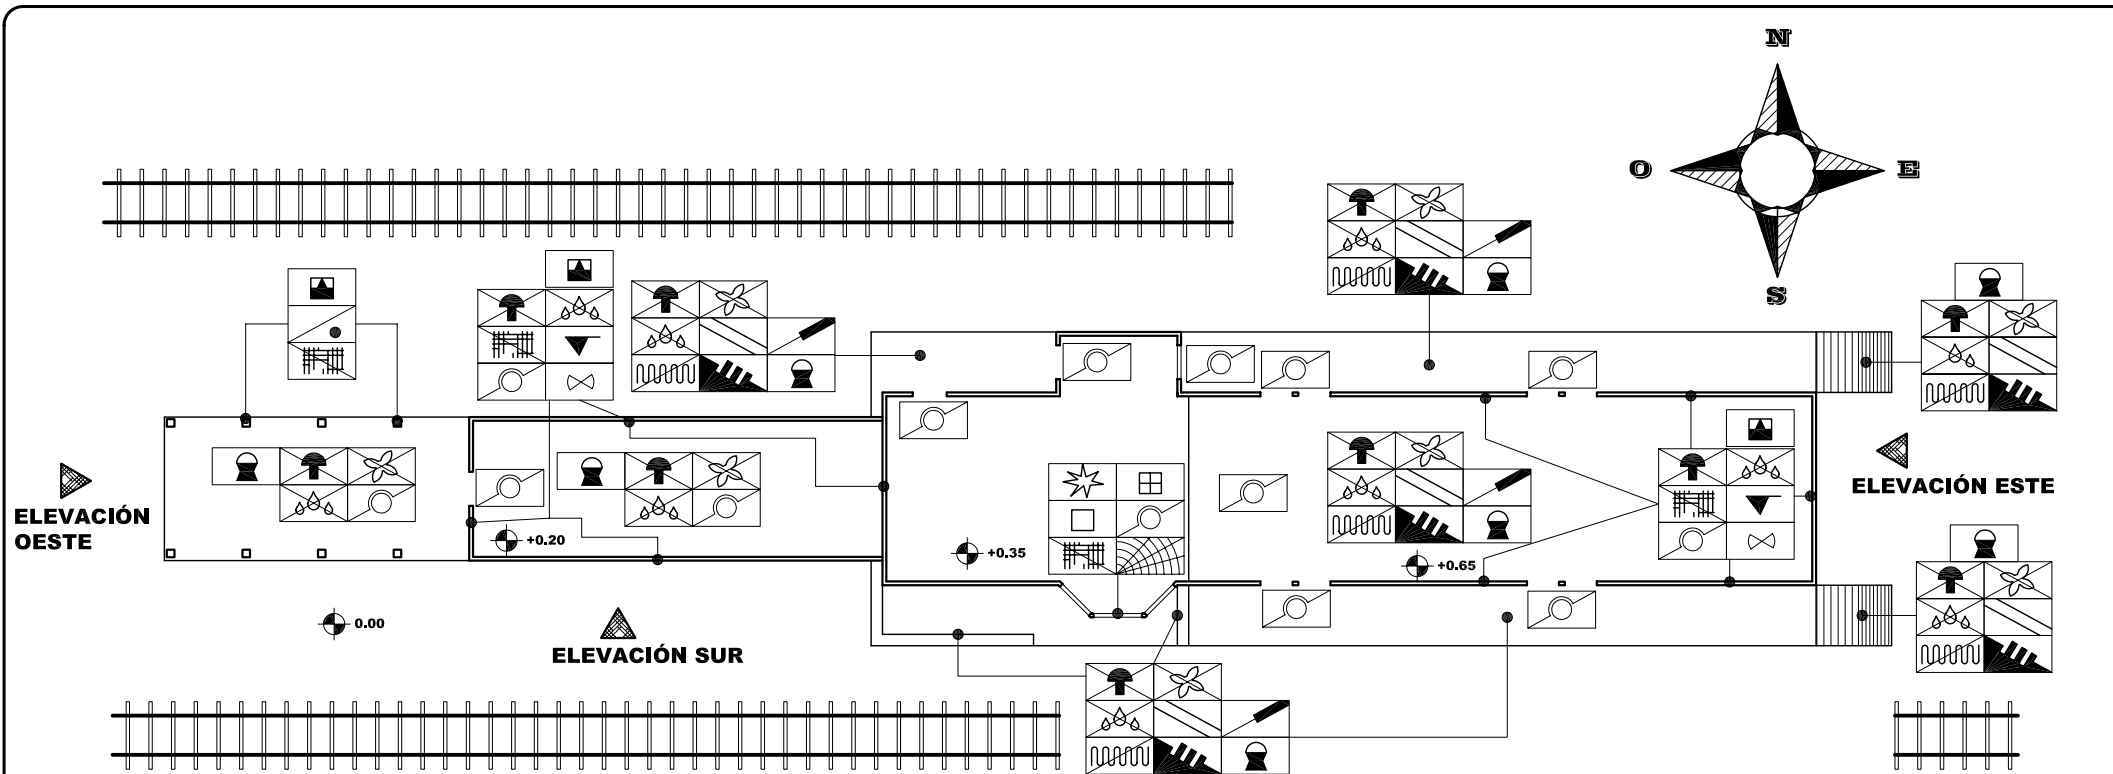 N
O
E
S
ELEVACIÓN
OESTE
+0.20
+0.35
+0.65
ELEVACIÓN ESTE
0.00
ELEVACIÓN SUR